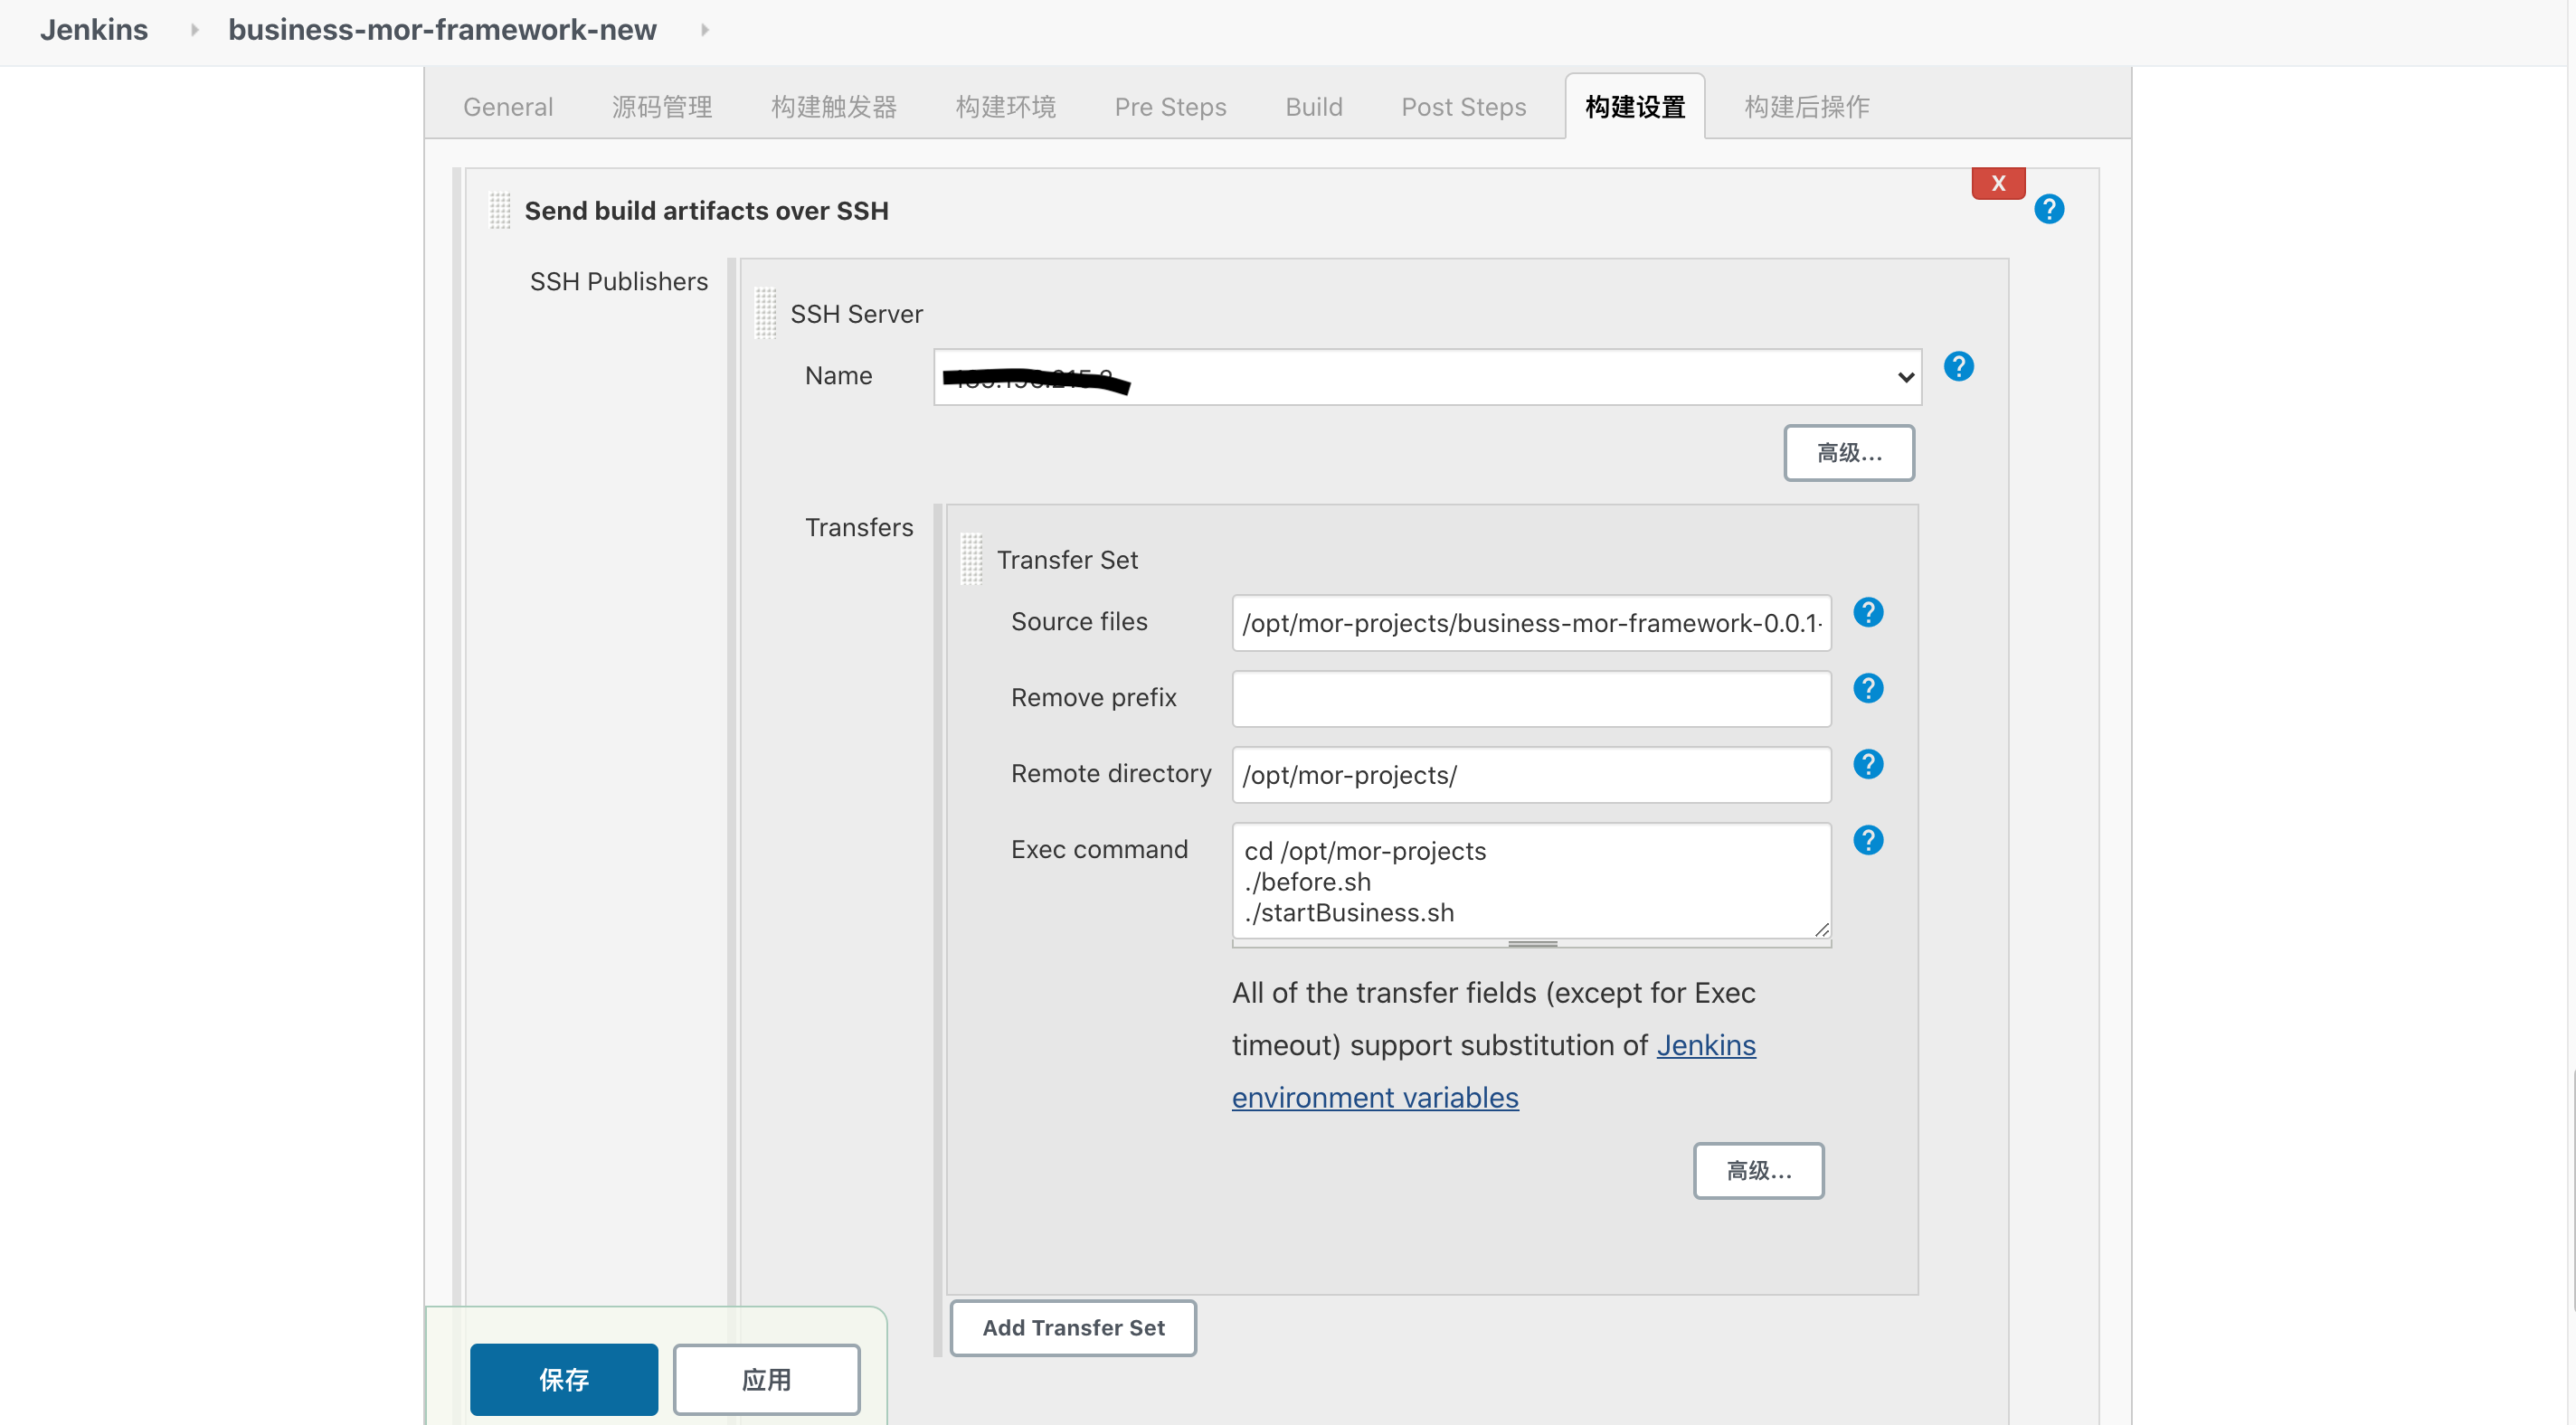 Jenkins
business-mor-framework-new
General
源码管理
构建触发器
构建环境
Pre Steps
Build
Post Steps
构建设置
构建后操作
X
Send build artifacts over SSH
?
SSH Publishers
SSH Server
Name
?
高级...
Transfers
Transfer Set
Source files
/opt/mor-projects/business-mor-framework-0.0.1-
?
Remove prefix
?
Remote directory
/opt/mor-projects/
?
Exec command
cd /opt/mor-projects
./before.sh
./startBusiness.sh
?
All of the transfer fields (except for Exec
timeout) support substitution of Jenkins
environment variables
高级...
Add Transfer Set
保存
应用